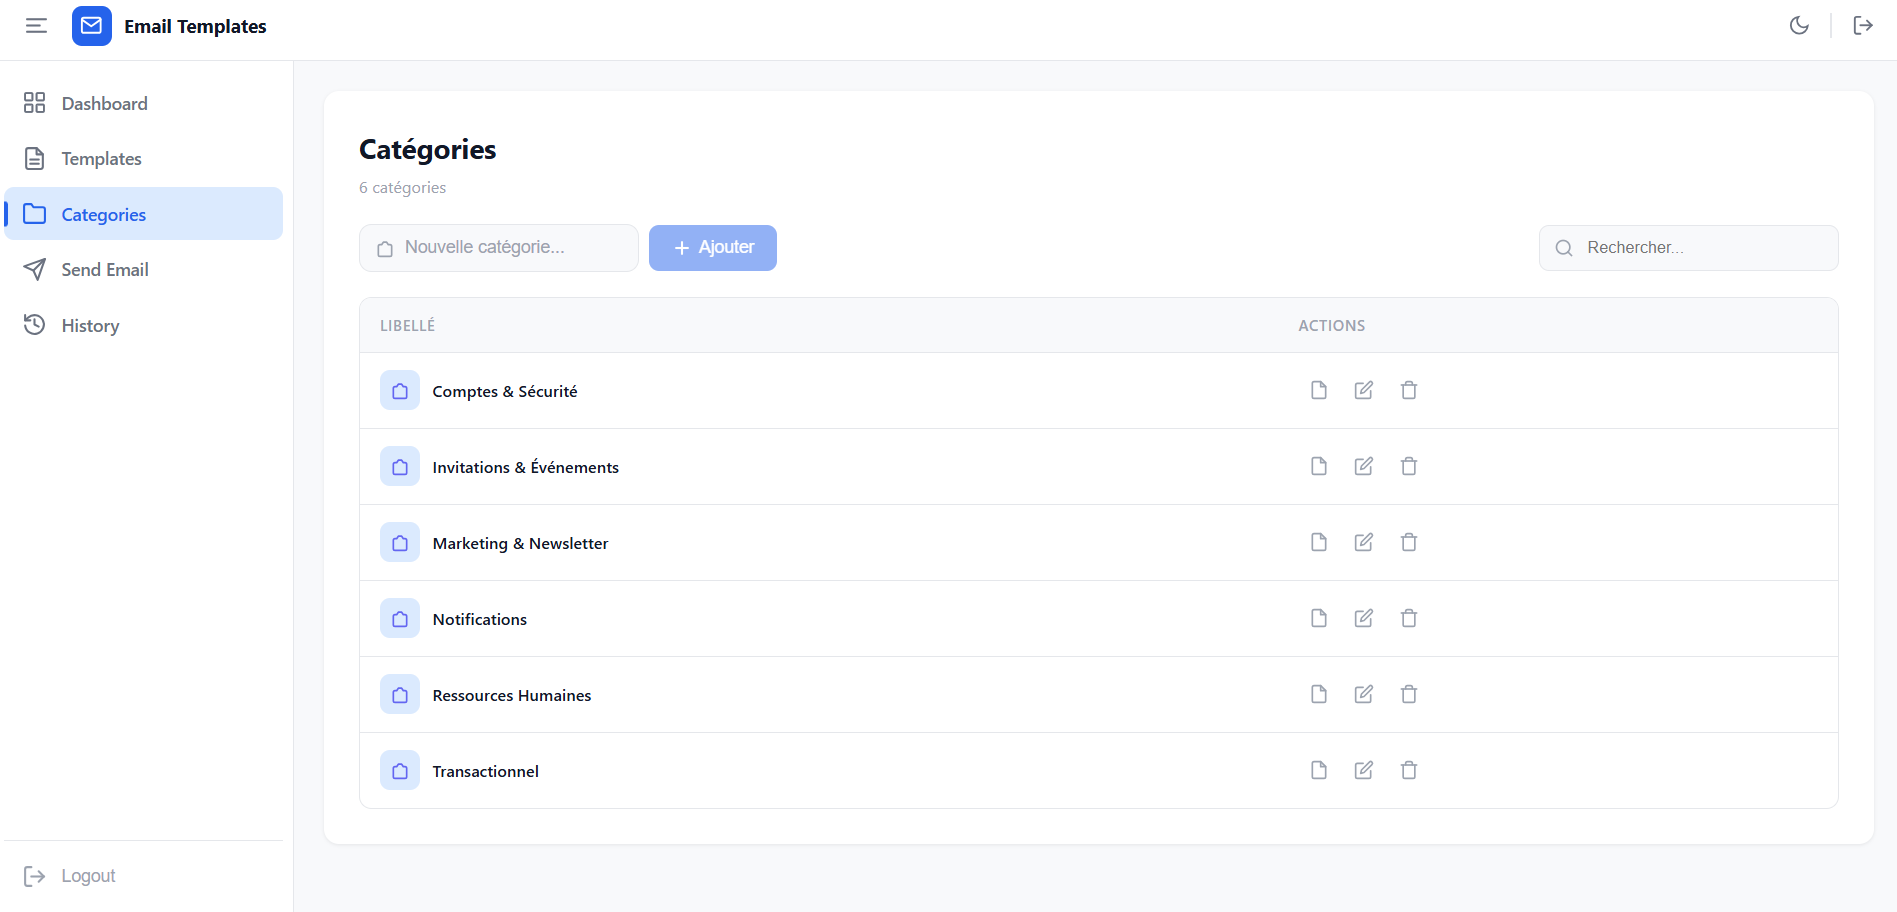 Email Templates
Dashboard
Templates
Categories
Send Email
History
Logout
Catégories
6 catégories
Nouvelle catégorie...
+ Ajouter
Rechercher...
LIBELLÉ ACTIONS
Comptes & Sécurité
Invitations & Événements
Marketing & Newsletter
Notifications
Ressources Humaines
Transactionnel